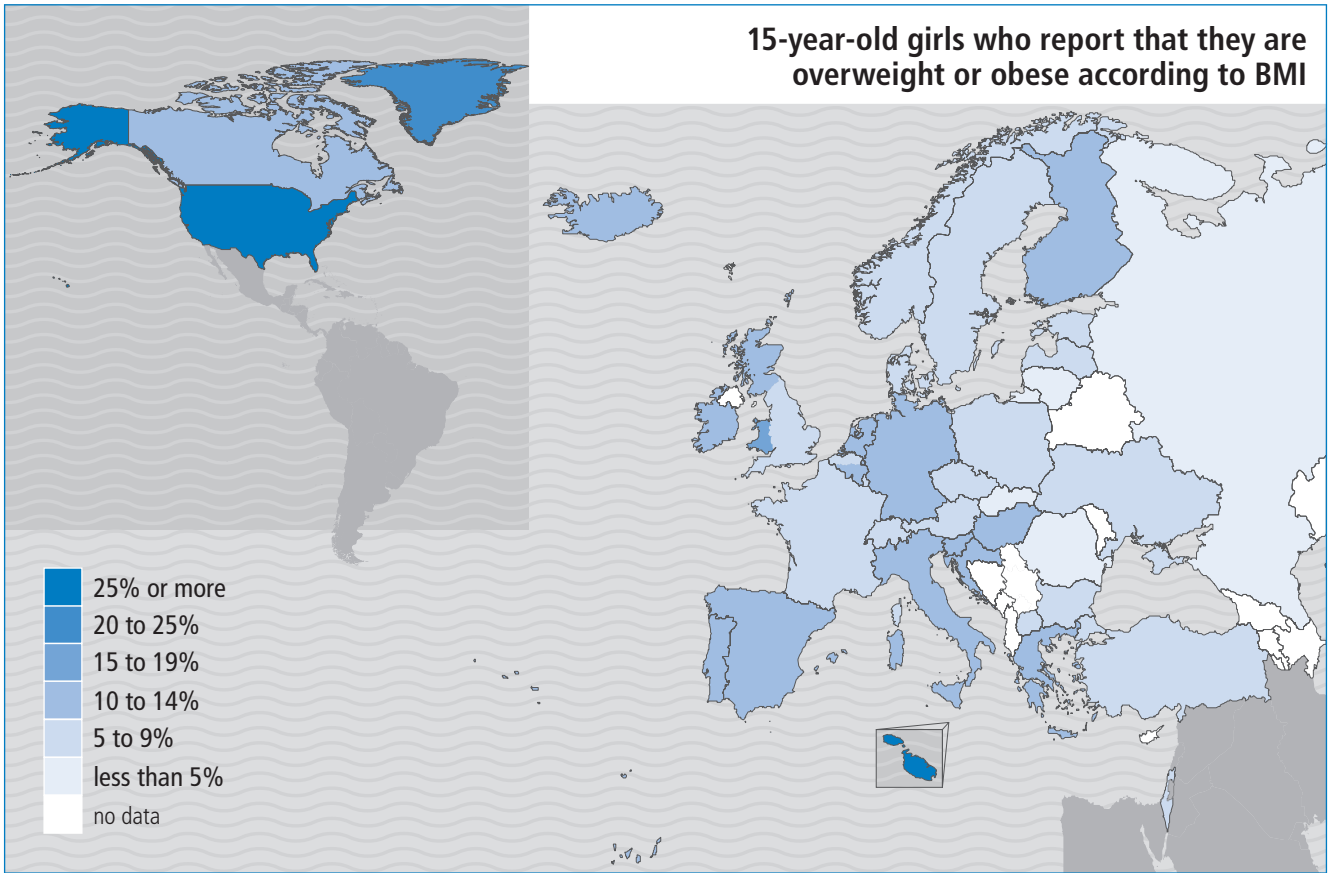 15-year-old girls who report that they are
overweight or obese according to BMI
25% or more
20 to 25%
15 to 19%
10 to 14%
5 to 9%
less than 5%
no data